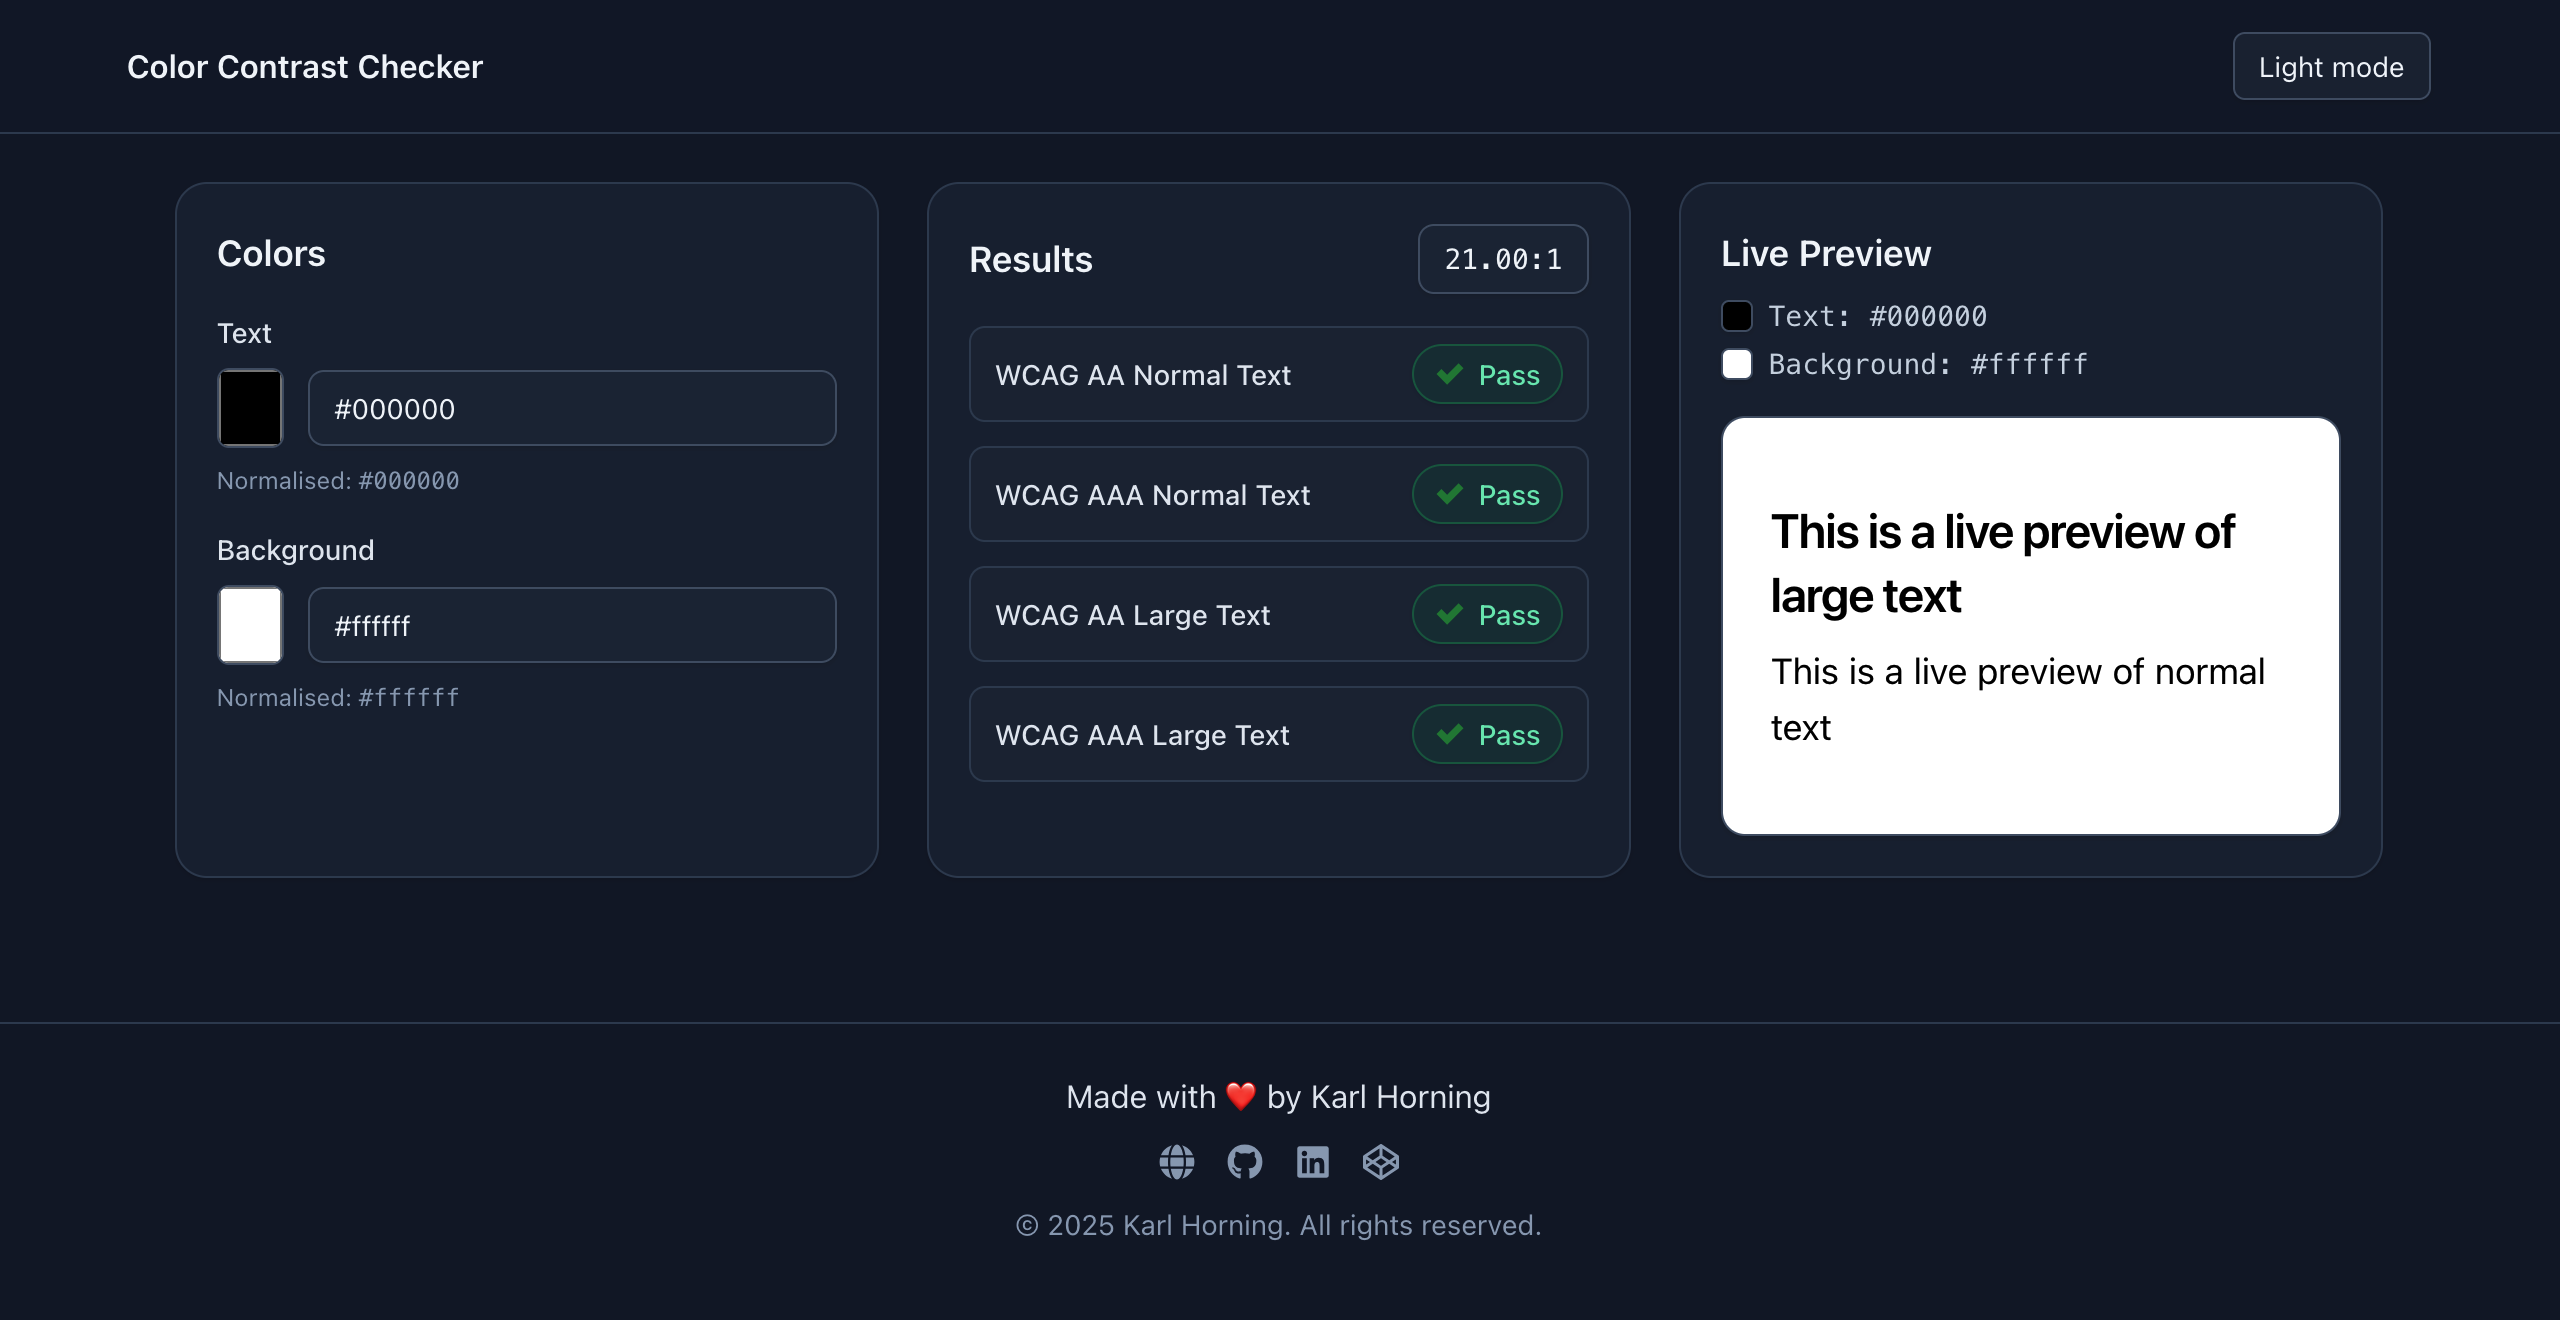 Color Contrast Checker
Light mode
Colors
Text
#000000
Normalised: #000000
Background
#ffffff
Normalised: #ffffff
Results
21.00:1
WCAG AA Normal Text
Pass
WCAG AAA Normal Text
Pass
WCAG AA Large Text
Pass
WCAG AAA Large Text
Pass
Live Preview
Text: #000000
Background: #ffffff
This is a live preview of
large text
This is a live preview of normal
text
Made with ❤️ by Karl Horning
in
© 2025 Karl Horning. All rights reserved.